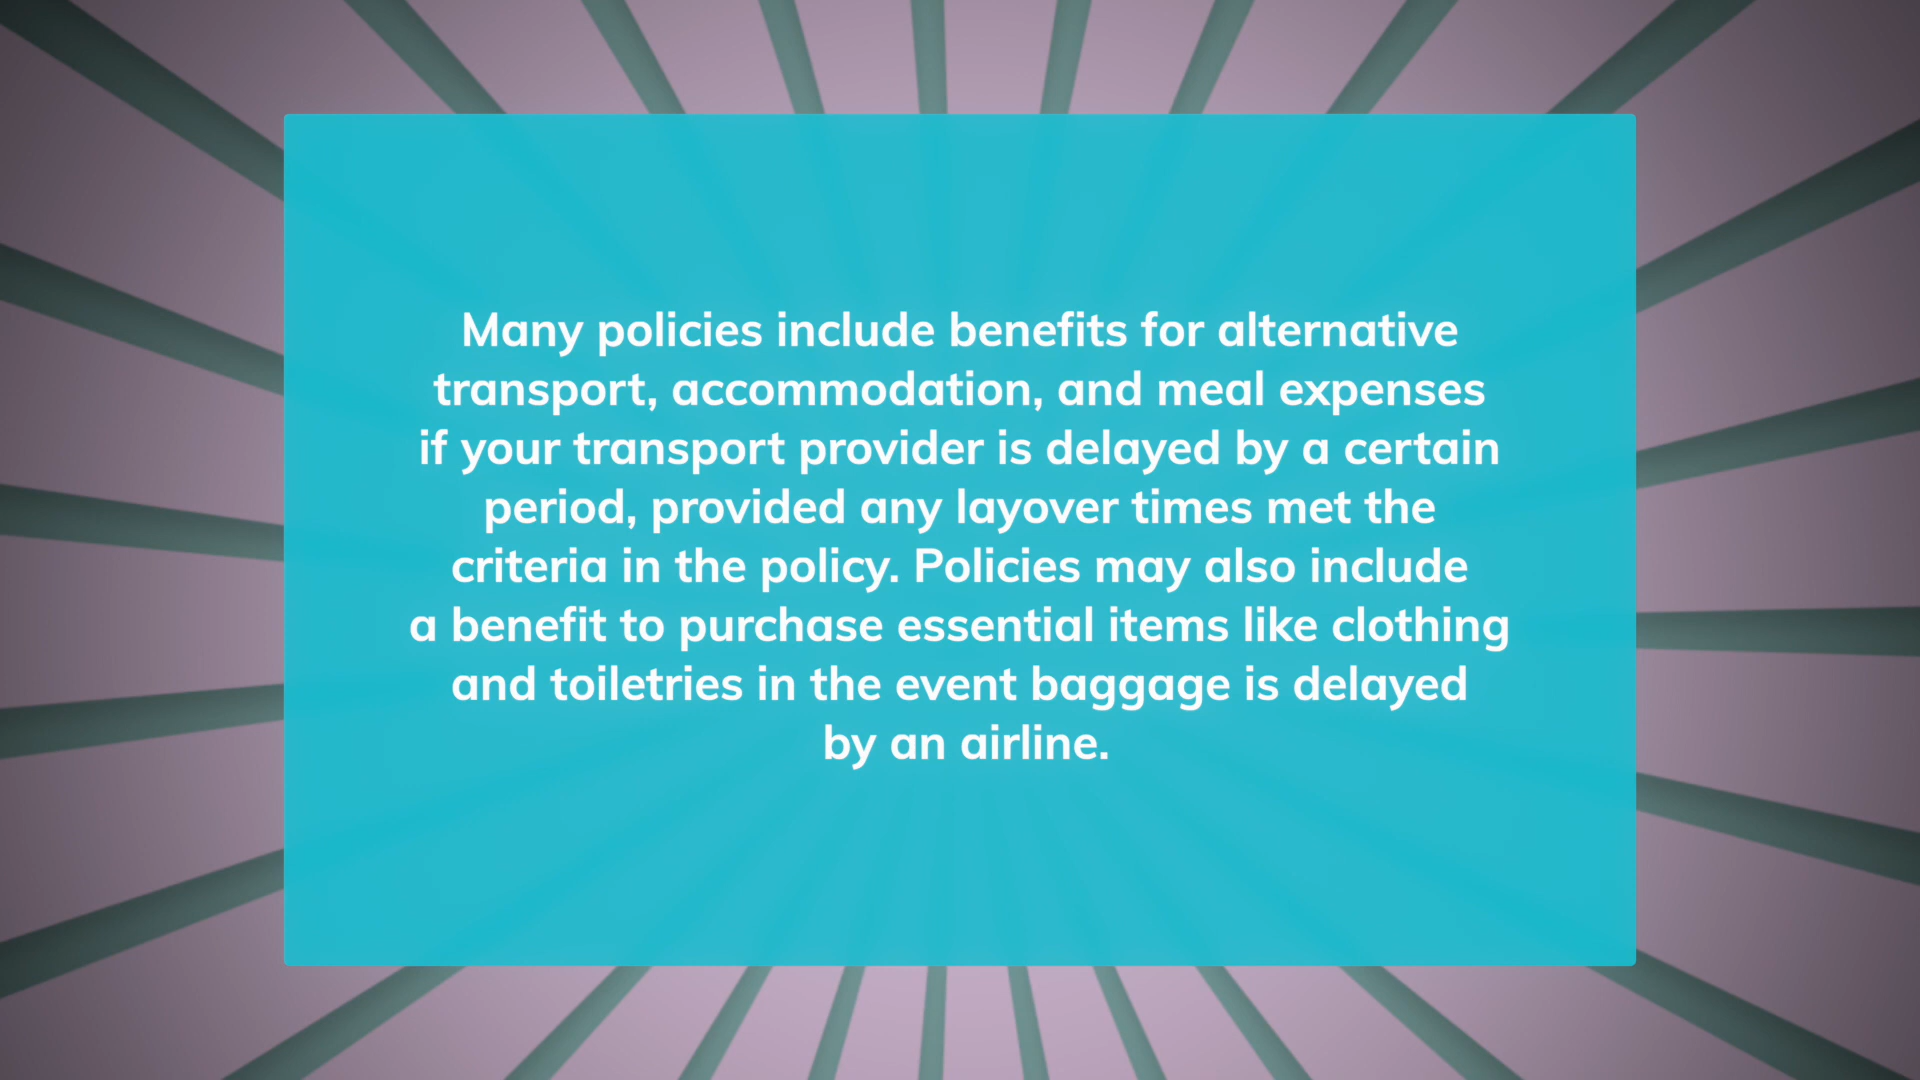 Many policies include benefits for alternative
transport, accommodation, and meal expenses
if your transport provider is delayed by a certain
period, provided any layover times met the
criteria in the policy. Policies may also include
a benefit to purchase essential items like clothing
and toiletries in the event baggage is delayed
by an airline.